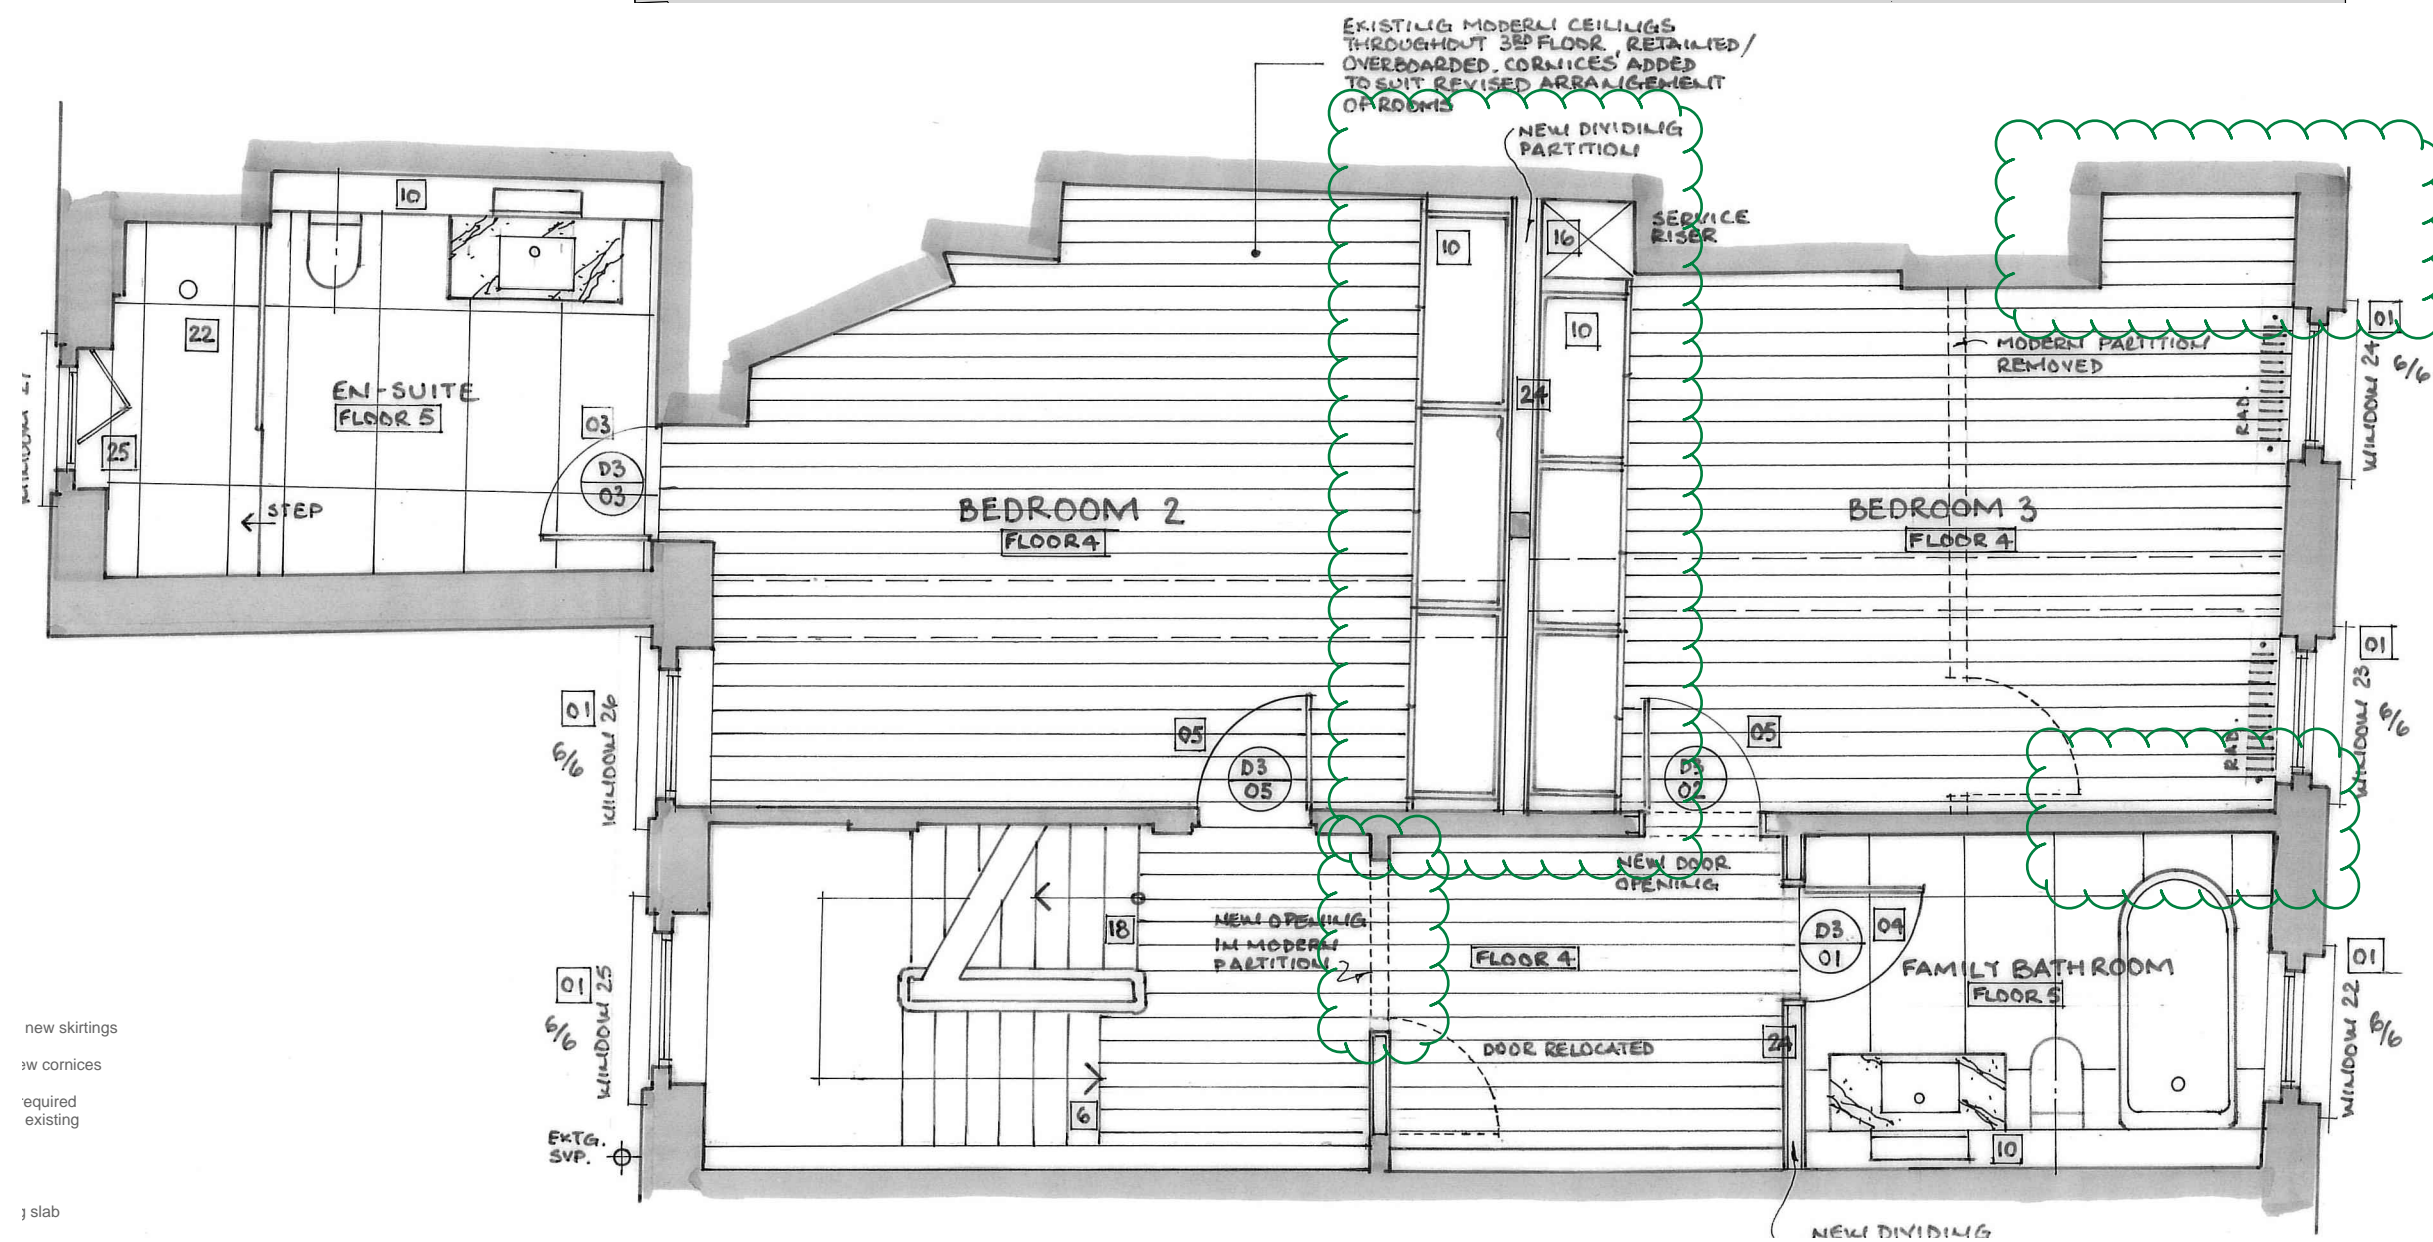 EXISTING MODERN CEILINGS
THROUGHOUT 3RD FLOOR, RETAINED/
OVERBOARDED. CORNICES ADDED
TO SUIT REVISED ARRANGEMENT
OF ROOMS
NEW DIVIDING
PARTITION
SERVICE
RISER
10
10
16
10
22
EN-SUITE
FLOOR 5
03
D3
03
25
STEP
24
MODERN PARTITION
REMOVED
RAD.
01
WINDOW 24
6/6
BEDROOM 2
FLOOR 4
BEDROOM 3
FLOOR 4
01
WINDOW 23
6/6
RAD.
01
WINDOW 26
6/6
05
D3
05
05
D3
02
NEW DOOR
OPENING
NEW OPENING
IN MODERN
PARTITION
18
FLOOR 4
D3
01
04
FAMILY BATHROOM
FLOOR 5
01
WINDOW 22
6/6
01
WINDOW 25
6/6
DOOR RELOCATED
24
6
10
EXTG.
SVP.
new skirtings
cornices
existing
slab
NEW DIVIDING